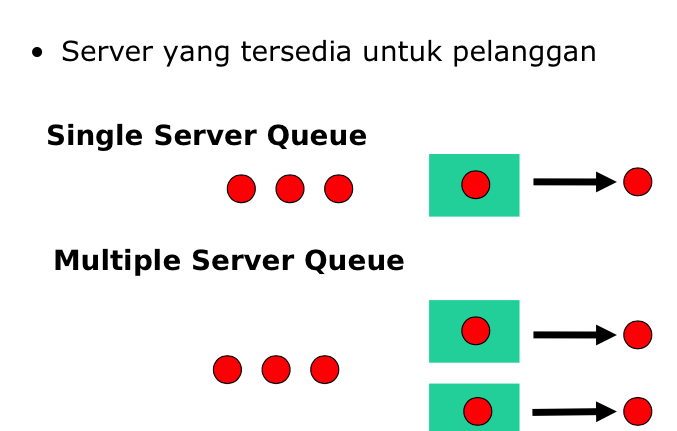 • Server yang tersedia untuk pelanggan
Single Server Queue
Multiple Server Queue